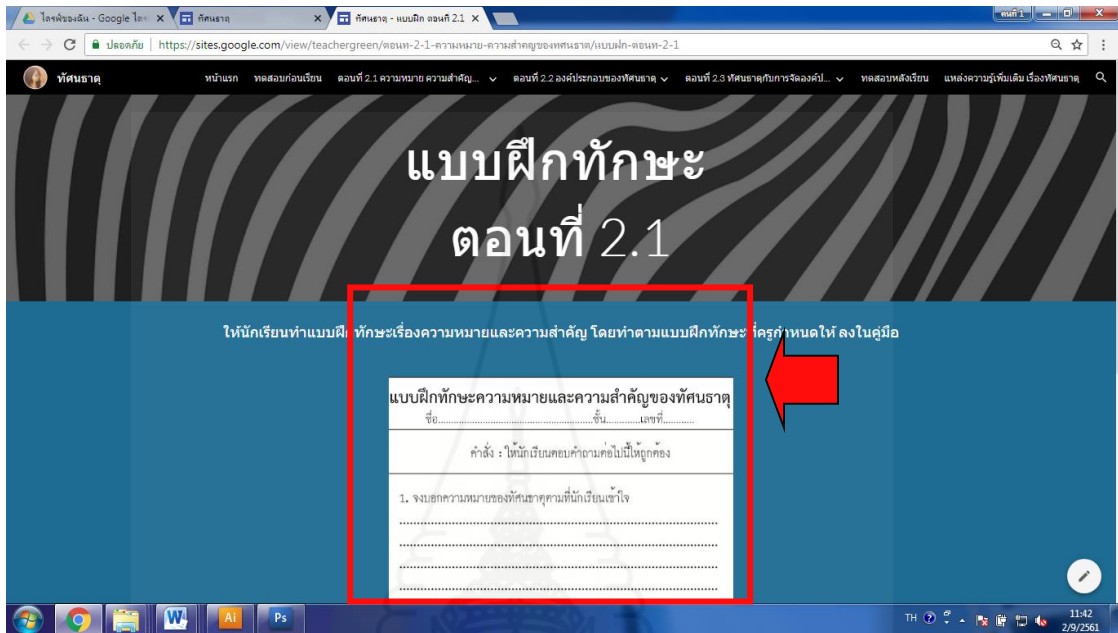 ไดรฟ์ของฉัน - Google ไดร
ทัศนธาตุ
ทัศนธาตุ - แบบฝึก ตอนที่ 2.1
คนที่ 1
ปลอดภัย
https://sites.google.com/view/teachergreen/ตอนท-2-1-ความหมาย-ความสำคญของทศนธาต/แบบฝก-ตอนท-2-1
ทัศนธาตุ
หน้าแรก
ทดสอบก่อนเรียน
ตอนที่ 2.1 ความหมาย ความสำคัญ...
ตอนที่ 2.2 องค์ประกอบของทัศนธาตุ
ตอนที่ 2.3 ทัศนธาตุกับการจัดองค์ป...
ทดสอบหลังเรียน
แหล่งความรู้เพิ่มเติม เรื่องทัศนธาตุ
แบบฝึกทักษะ
ตอนที่ 2.1
ให้นักเรียนทำแบบฝึกทักษะเรื่องความหมายและความสำคัญ โดยทำตามแบบฝึกทักษะที่ครูกำหนดให้ ลงในคู่มือ
แบบฝึกทักษะความหมายและความสำคัญของทัศนธาตุ
ชื่อ......................................................ชั้น............เลขที่...........
คำสั่ง : ให้นักเรียนตอบคำถามต่อไปนี้ให้ถูกต้อง
1. จงบอกความหมายของทัศนธาตุตามที่นักเรียนเข้าใจ
W
Ai
Ps
TH
11:42
2/9/2561